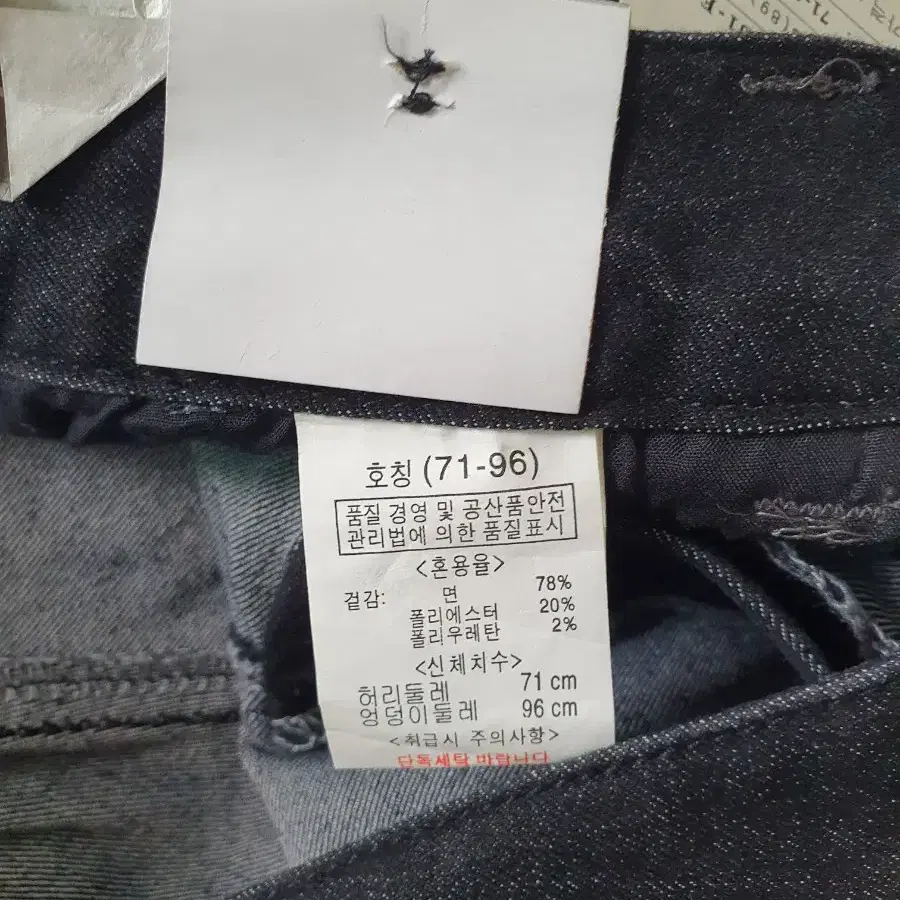 호칭 (71-96)
품질 경영 및 공산품안전
관리법에 의한 품질표시
<혼용율>
겉감: 면 78%
폴리에스터 20%
폴리우레탄 2%
<신체치수>
허리둘레 71 cm
엉덩이둘레 96 cm
<취급시 주의사항>
단독세탁 바랍니다